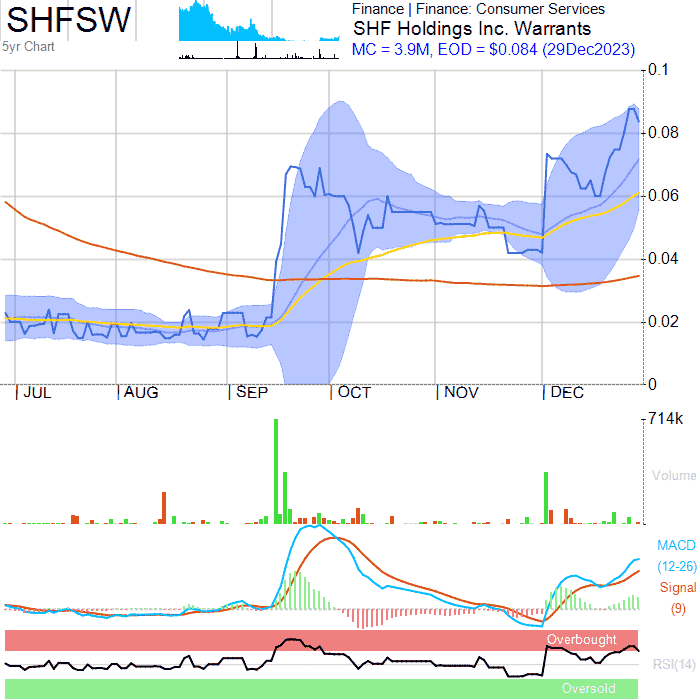 SHFSW
5yr Chart
Finance | Finance: Consumer Services
SHF Holdings Inc. Warrants
MC = 3.9M, EOD = $0.084 (29Dec2023)
0.1
0.08
0.06
0.04
0.02
0
JUL AUG SEP OCT NOV DEC
714k
Volume
MACD
(12-26)
Signal
(9)
Overbought
RSI(14)
Oversold